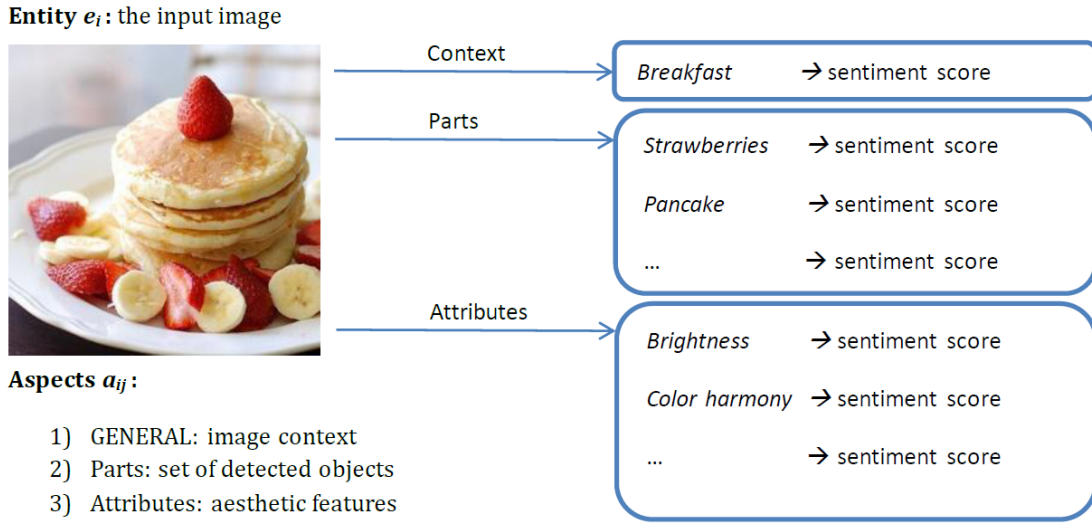 Entity eᵢ: the input image
Context
Breakfast → sentiment score
Parts
Strawberries → sentiment score
Pancake → sentiment score
... → sentiment score
Attributes
Brightness → sentiment score
Color harmony → sentiment score
... → sentiment score
Aspects aᵢⱼ:
1) GENERAL: image context
2) Parts: set of detected objects
3) Attributes: aesthetic features